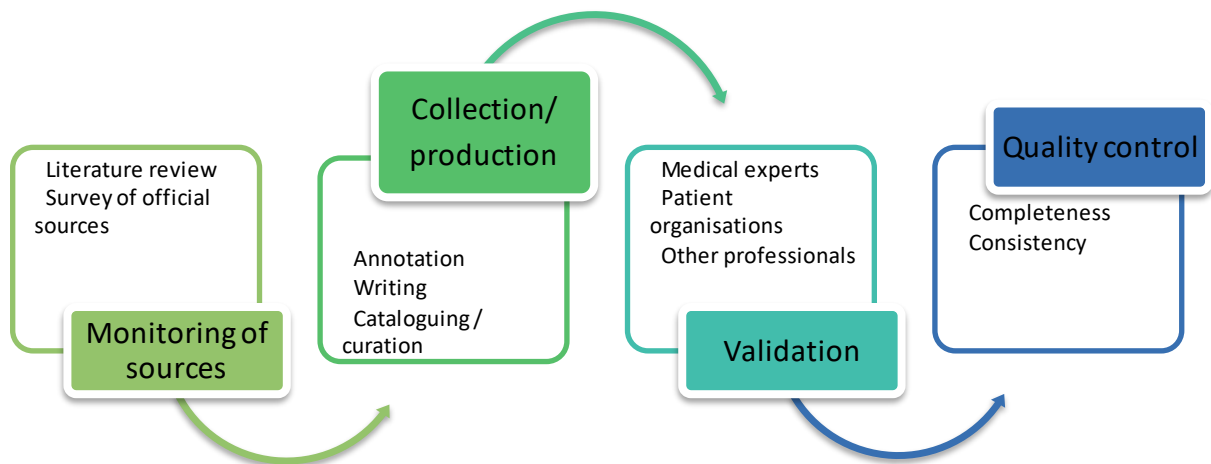 Literature review
Survey of official
sources
Monitoring of
sources
Collection/
production
Annotation
Writing
Cataloguing /
curation
Medical experts
Patient
organisations
Other professionals
Validation
Quality control
Completeness
Consistency